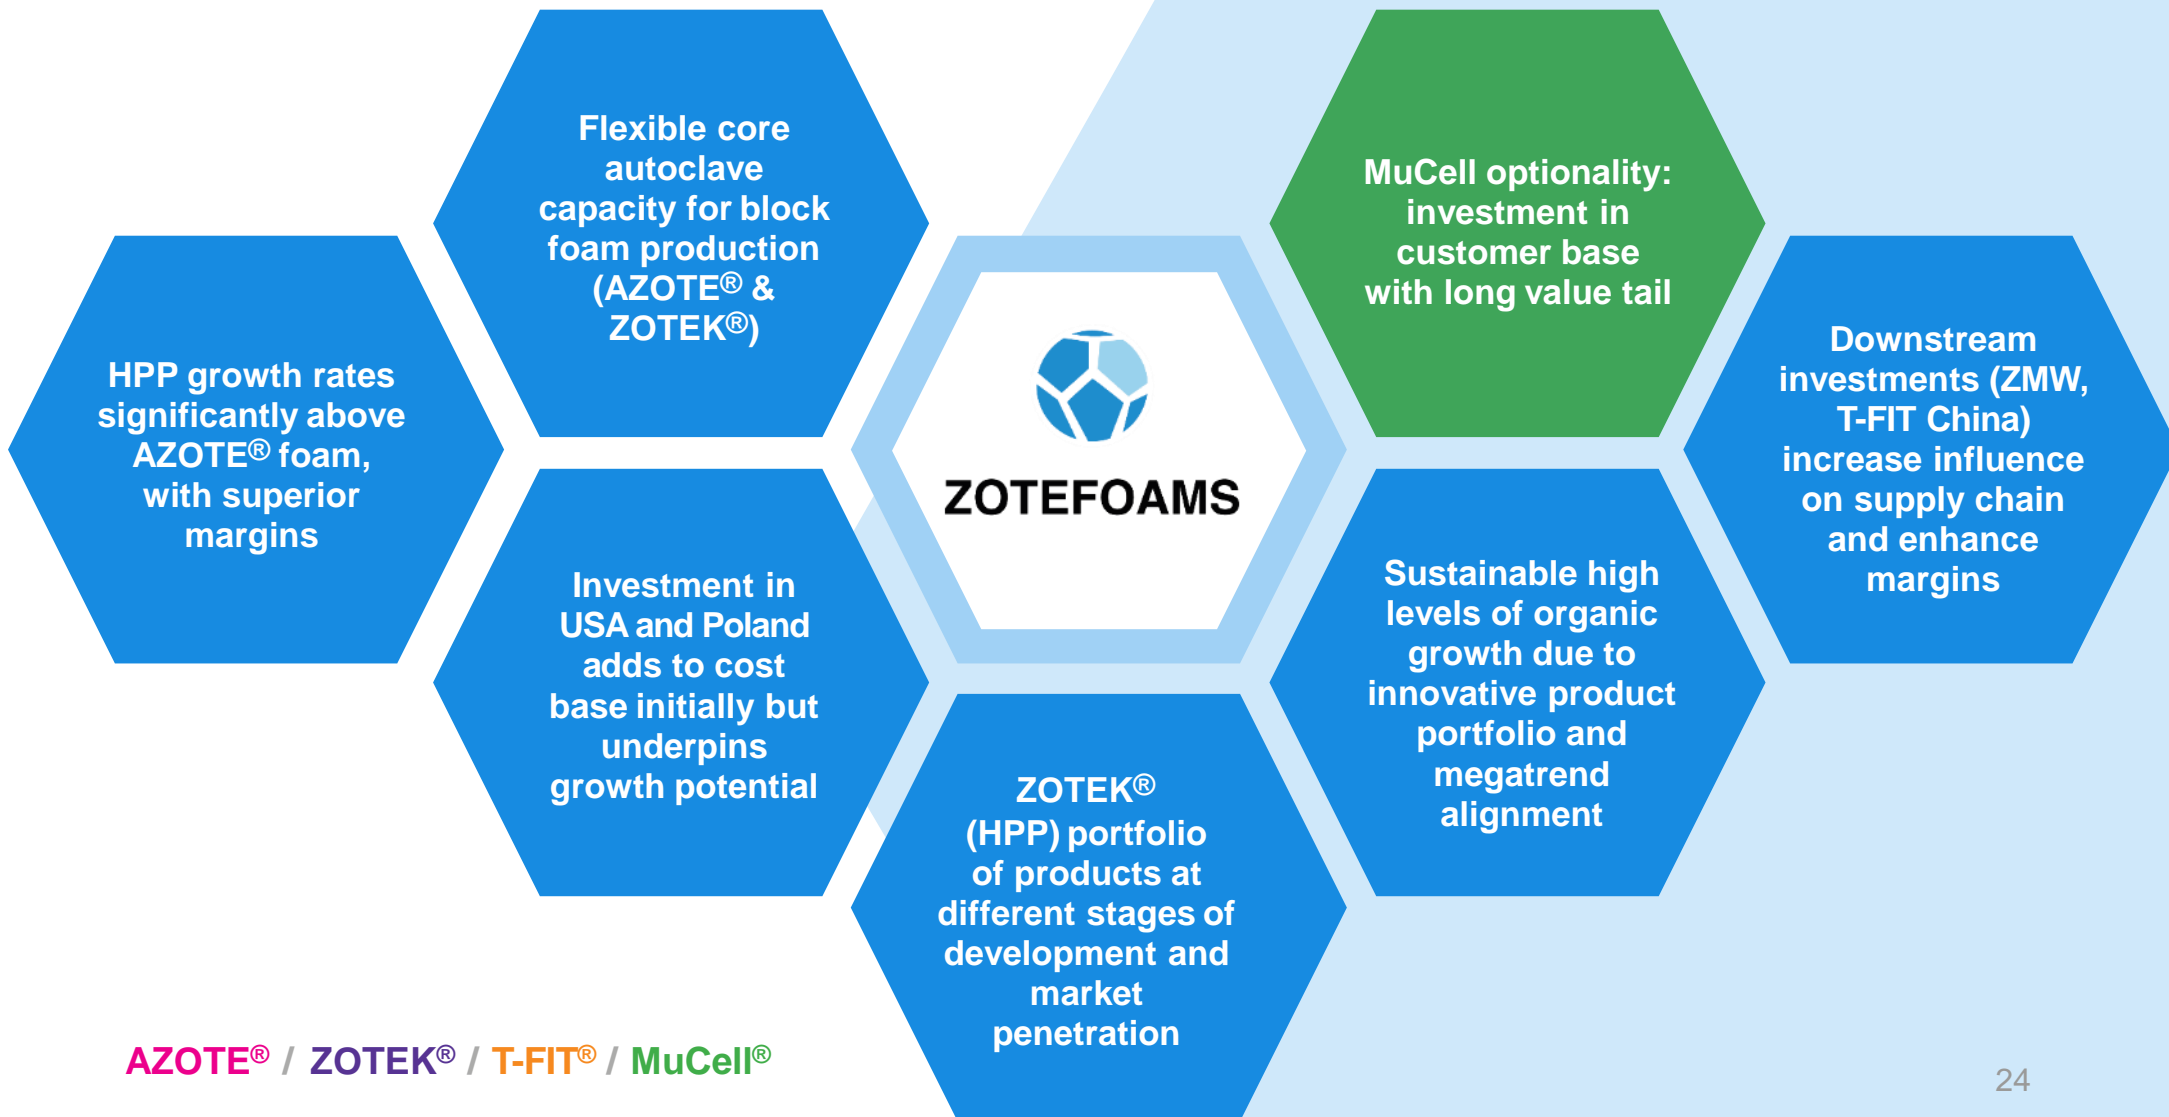 Flexible core
autoclave
capacity for block
foam production
(AZOTE® &
ZOTEK®)
HPP growth rates
significantly above
AZOTE® foam,
with superior
margins
Investment in
USA and Poland
adds to cost
base initially but
underpins
growth potential
ZOTEFOAMS
ZOTEK®
(HPP) portfolio
of products at
different stages of
development and
market
penetration
MuCell optionality:
investment in
customer base
with long value tail
Downstream
investments (ZMW,
T-FIT China)
increase influence
on supply chain
and enhance
margins
Sustainable high
levels of organic
growth due to
innovative product
portfolio and
megatrend
alignment
AZOTE® / ZOTEK® / T-FIT® / MuCell®
24